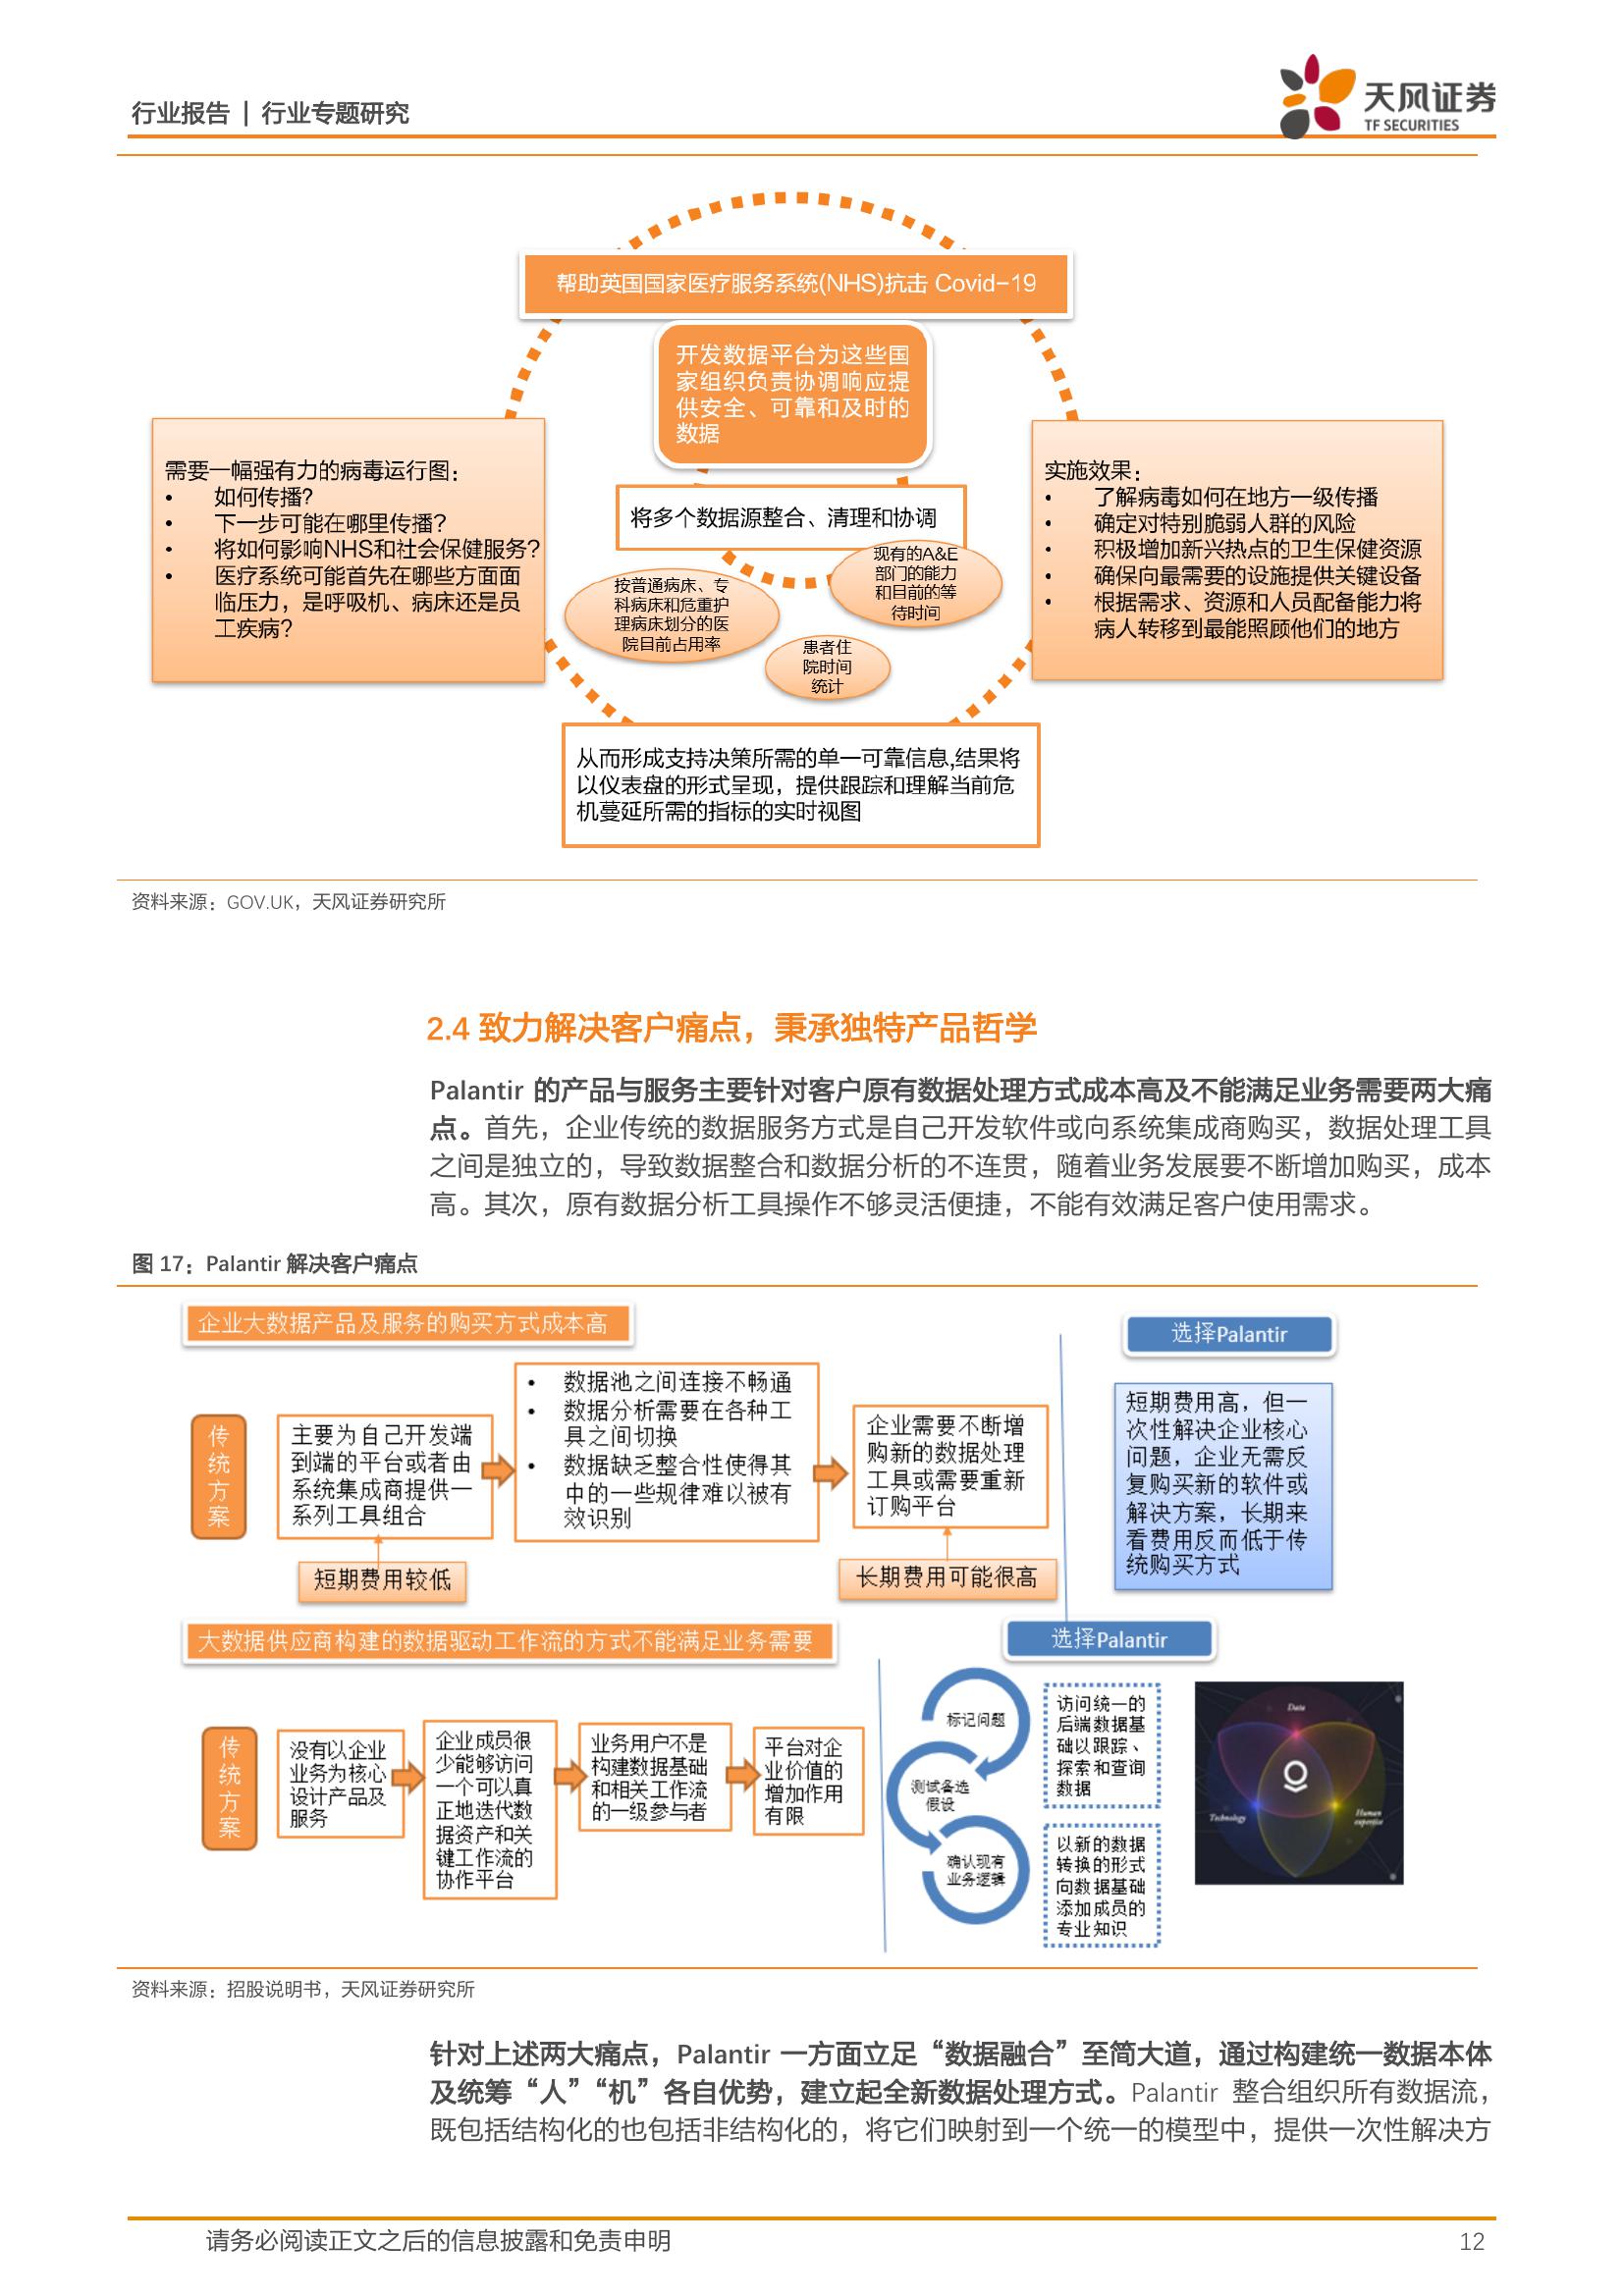 行业报告 | 行业专题研究
天风证券
TF SECURITIES
帮助英国国家医疗服务系统(NHS)抗击 Covid-19
开发数据平台为这些国
家组织负责协调响应提
供安全、可靠和及时的
数据
需要一幅强有力的病毒运行图：
• 如何传播？
• 下一步可能在哪里传播？
• 将如何影响NHS和社会保健服务？
• 医疗系统可能首先在哪些方面面
临压力，是呼吸机、病床还是员
工疾病？
将多个数据源整合、清理和协调
现有的A&E
部门的能力
和目前的等
待时间
按普通病床、专
科病床和危重护
理病床划分的医
院目前占用率
患者住
院时间
统计
实施效果：
• 了解病毒如何在地方一级传播
• 确定对特别脆弱人群的风险
• 积极增加新兴热点的卫生保健资源
• 确保向最需要的设施提供关键设备
• 根据需求、资源和人员配备能力将
病人转移到最能照顾他们的地方
从而形成支持决策所需的单一可靠信息,结果将
以仪表盘的形式呈现，提供跟踪和理解当前危
机蔓延所需的指标的实时视图
资料来源：GOV.UK，天风证券研究所
2.4 致力解决客户痛点，秉承独特产品哲学
Palantir 的产品与服务主要针对客户原有数据处理方式成本高及不能满足业务需要两大痛
点。首先，企业传统的数据服务方式是自己开发软件或向系统集成商购买，数据处理工具
之间是独立的，导致数据整合和数据分析的不连贯，随着业务发展要不断增加购买，成本
高。其次，原有数据分析工具操作不够灵活便捷，不能有效满足客户使用需求。
图 17：Palantir 解决客户痛点
企业大数据产品及服务的购买方式成本高
传
统
方
案
主要为自己开发端
到端的平台或者由
系统集成商提供一
系列工具组合
短期费用较低
• 数据池之间连接不畅通
• 数据分析需要在各种工
具之间切换
• 数据缺乏整合性使得其
中的一些规律难以被有
效识别
企业需要不断增
购新的数据处理
工具或需要重新
订购平台
长期费用可能很高
选择Palantir
短期费用高，但一
次性解决企业核心
问题，企业无需反
复购买新的软件或
解决方案，长期来
看费用反而低于传
统购买方式
大数据供应商构建的数据驱动工作流的方式不能满足业务需要
传
统
方
案
没有以企业
业务为核心
设计产品及
服务
企业成员很
少能够访问
一个可以真
正地迭代数
据资产和关
键工作流的
协作平台
业务用户不是
构建数据基础
和相关工作流
的一级参与者
平台对企
业价值的
增加作用
有限
选择Palantir
标记问题
测试备选
假设
确认现有
业务逻辑
访问统一的
后端数据基
础以跟踪、
探索和查询
数据
以新的数据
转换的形式
向数据基础
添加成员的
专业知识
Data
Technology
Human
expertise
资料来源：招股说明书，天风证券研究所
针对上述两大痛点，Palantir 一方面立足“数据融合”至简大道，通过构建统一数据本体
及统筹“人”“机”各自优势，建立起全新数据处理方式。Palantir 整合组织所有数据流，
既包括结构化的也包括非结构化的，将它们映射到一个统一的模型中，提供一次性解决方
请务必阅读正文之后的信息披露和免责申明
12